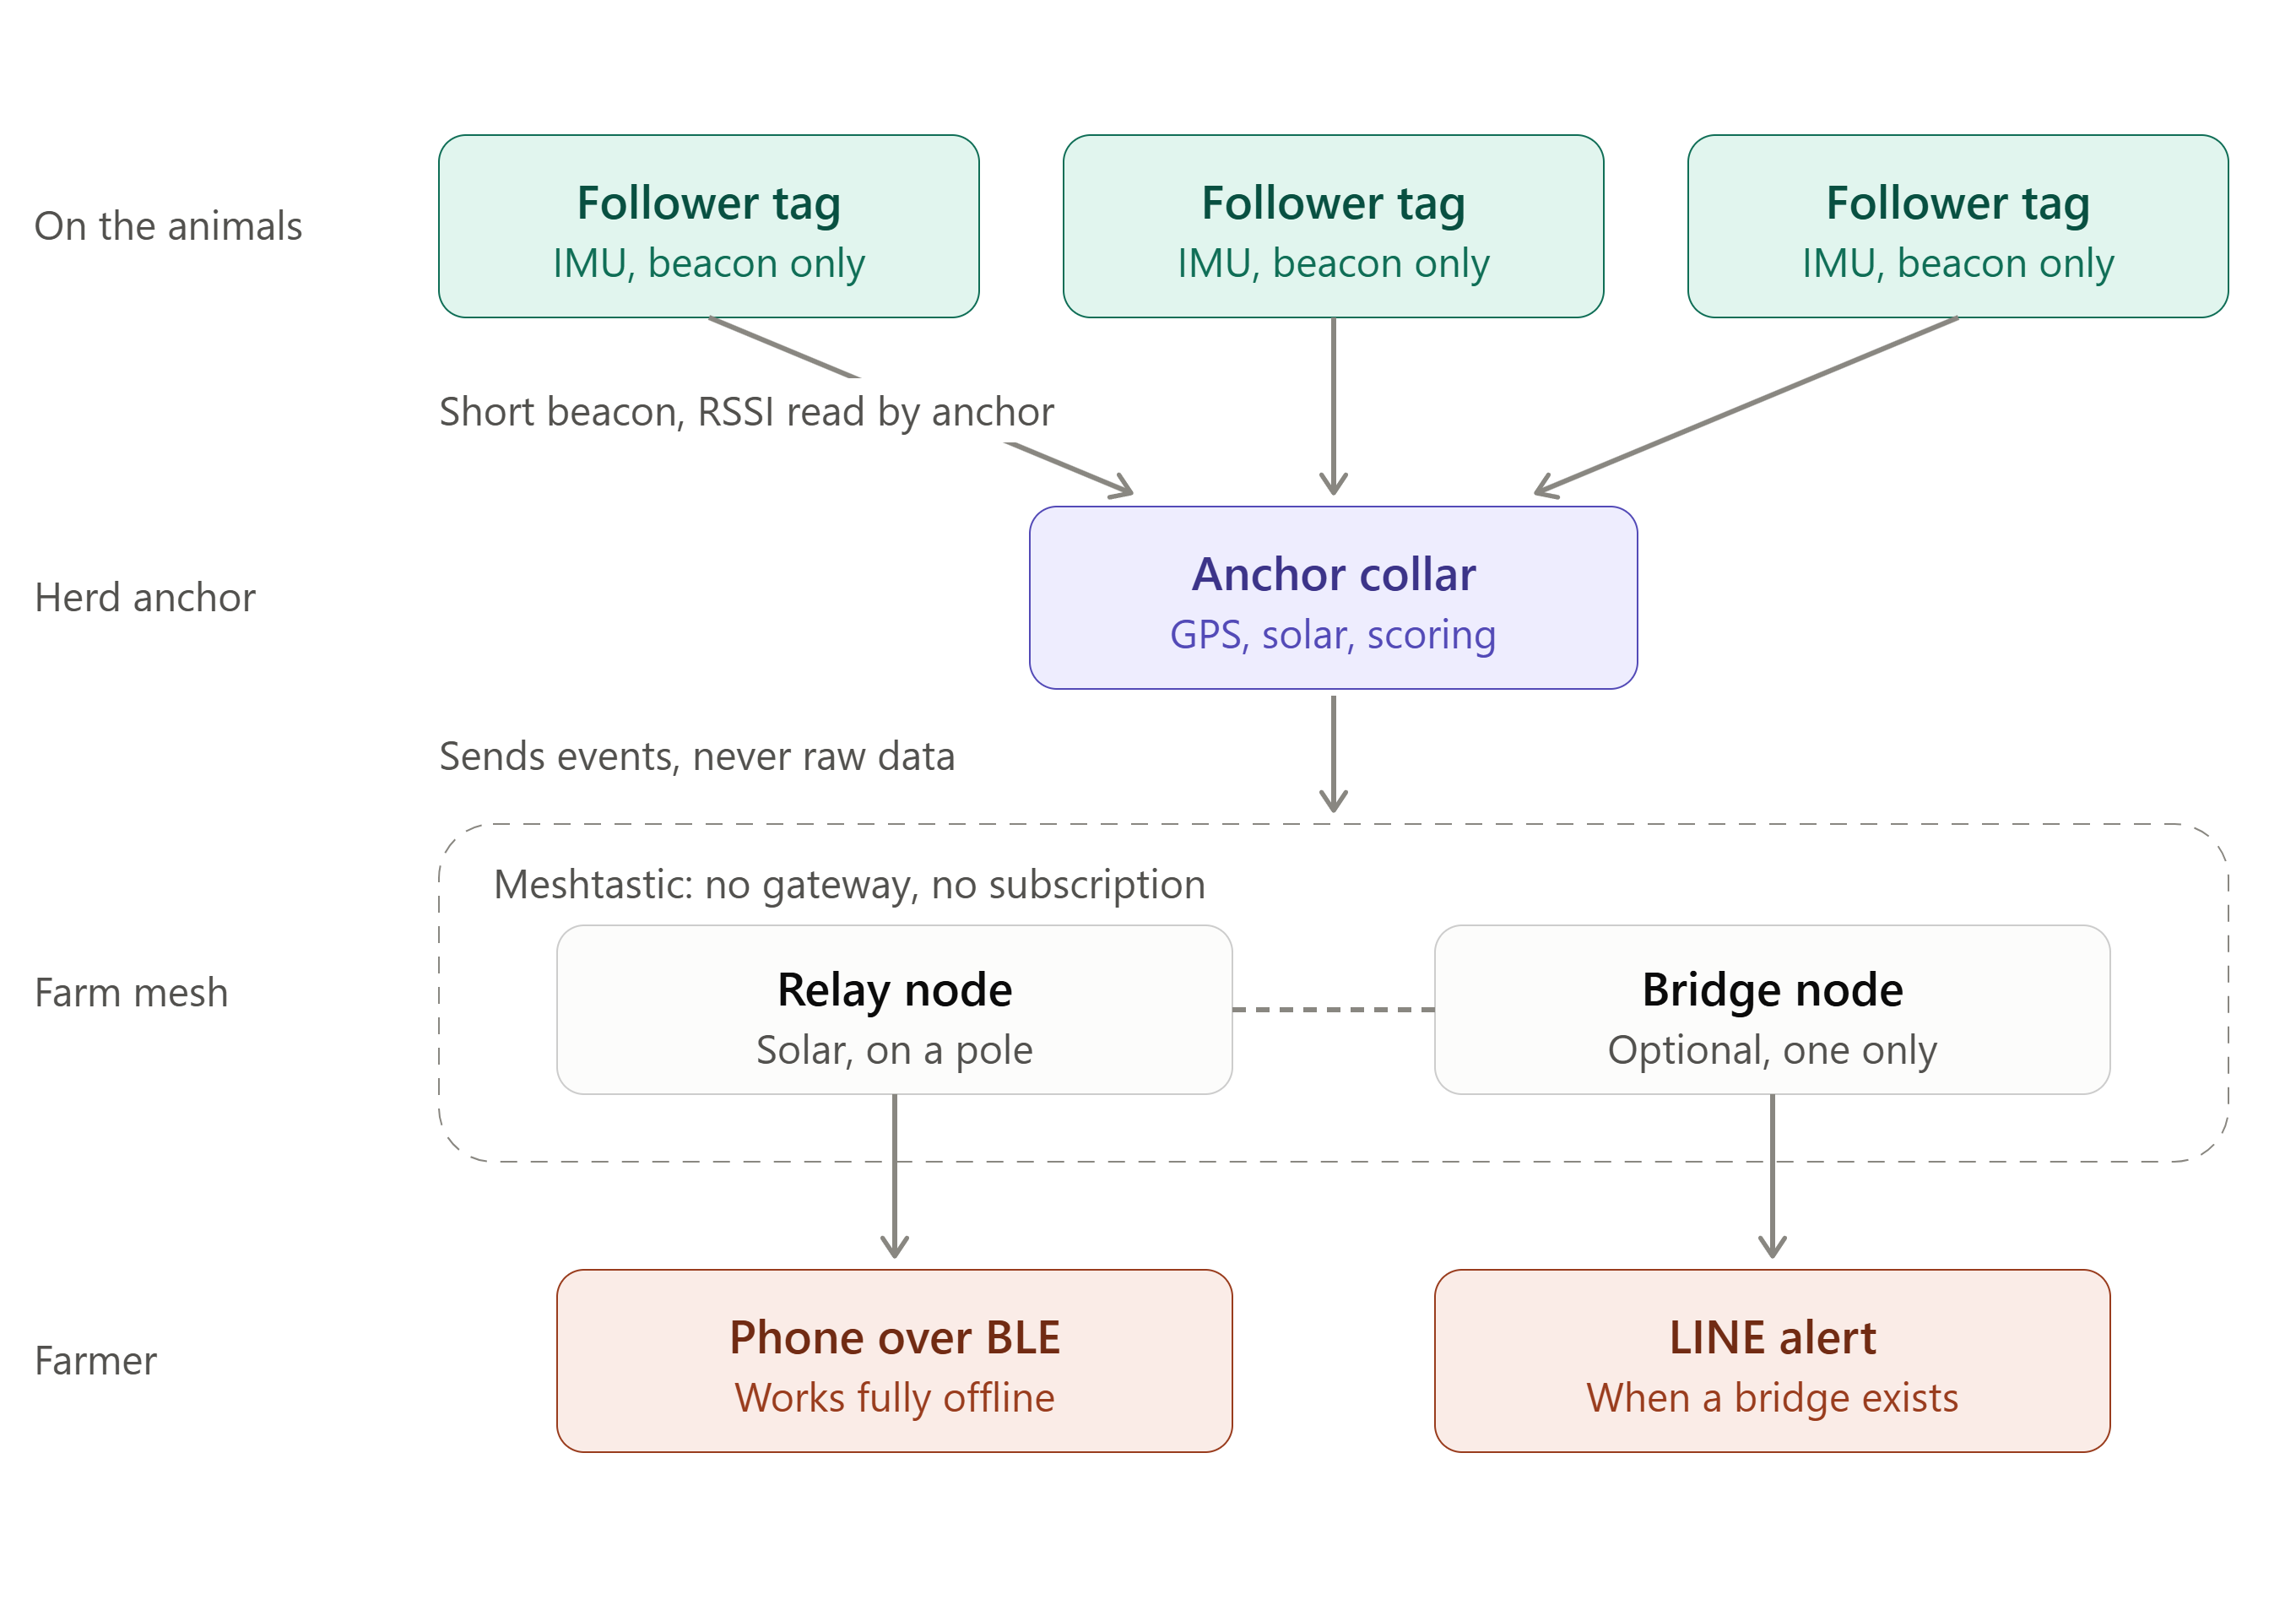 On the animals
Follower tag
IMU, beacon only
Follower tag
IMU, beacon only
Follower tag
IMU, beacon only
Short beacon, RSSI read by anchor
Herd anchor
Anchor collar
GPS, solar, scoring
Sends events, never raw data
Meshtastic: no gateway, no subscription
Farm mesh
Relay node
Solar, on a pole
Bridge node
Optional, one only
Farmer
Phone over BLE
Works fully offline
LINE alert
When a bridge exists